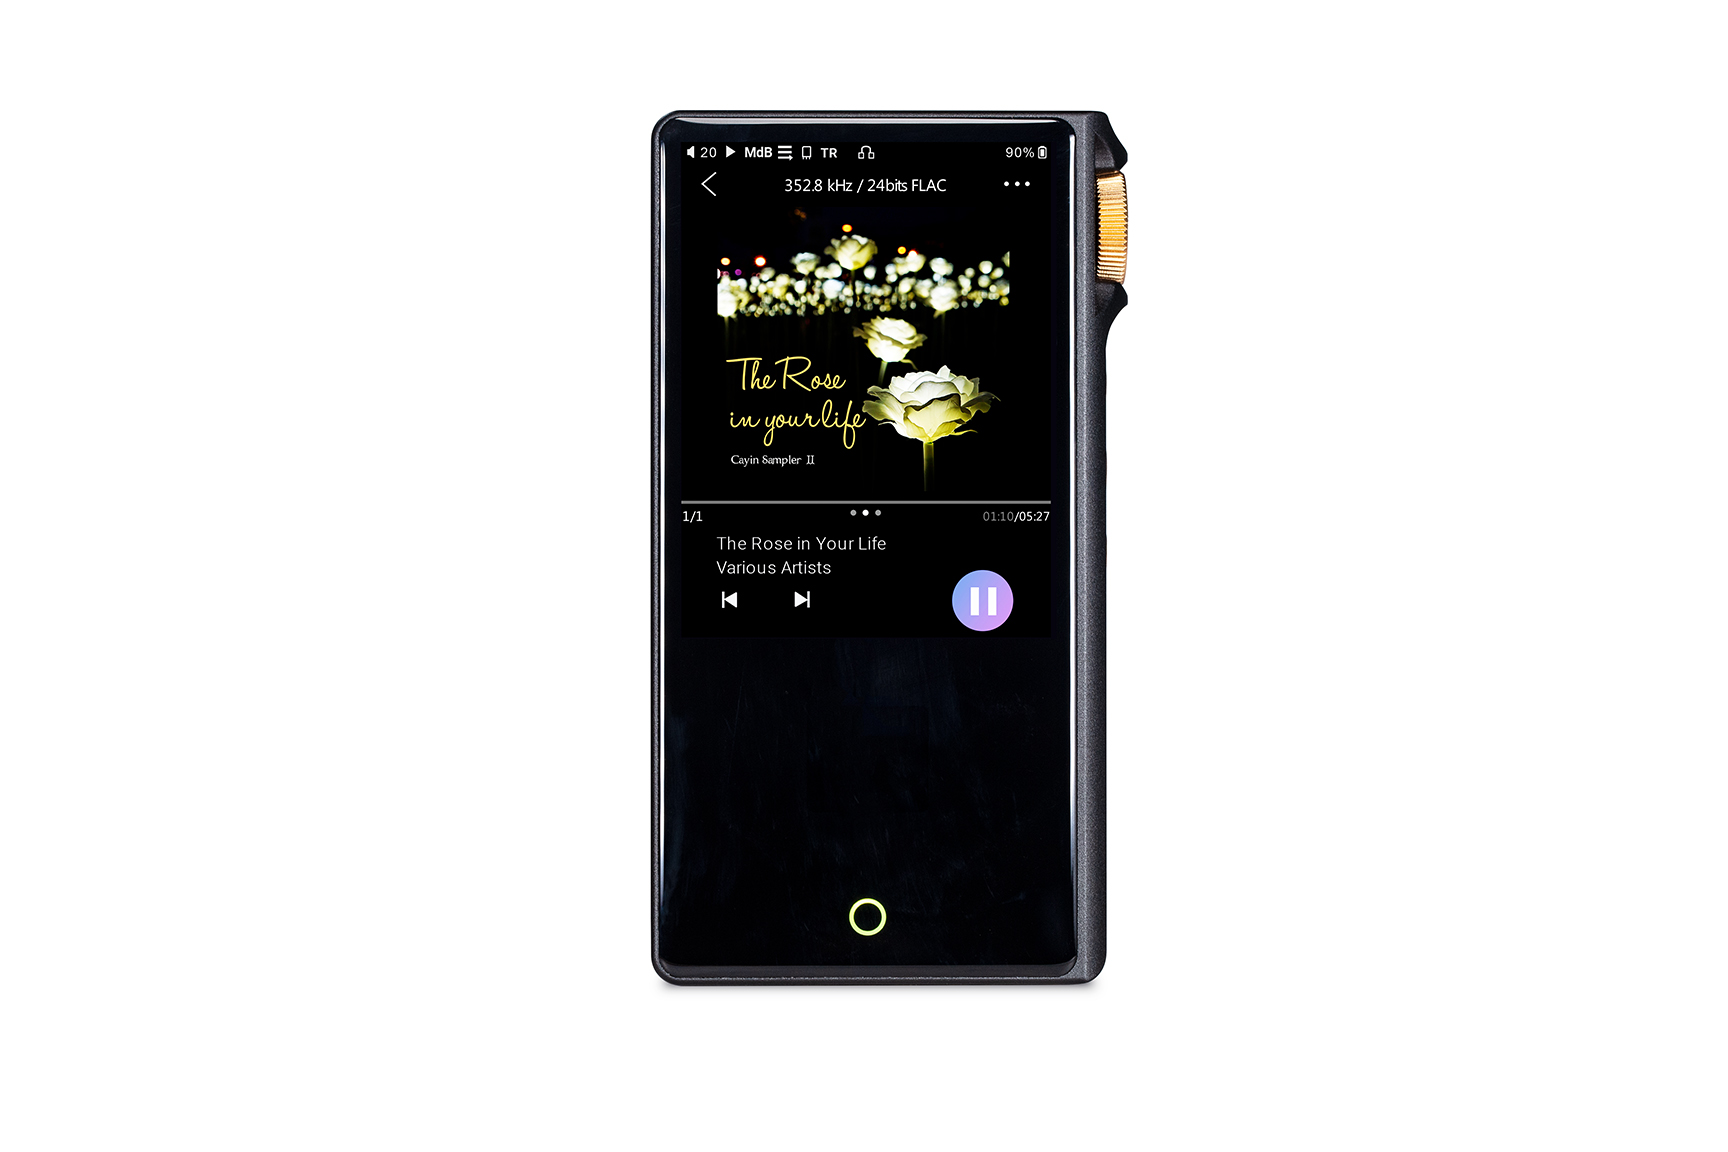 20 MdB TR 90%
352.8 kHz / 24bits FLAC
The Rose
in your life
Cayin Sampler II
1/1 01:10/05:27
The Rose in Your Life
Various Artists